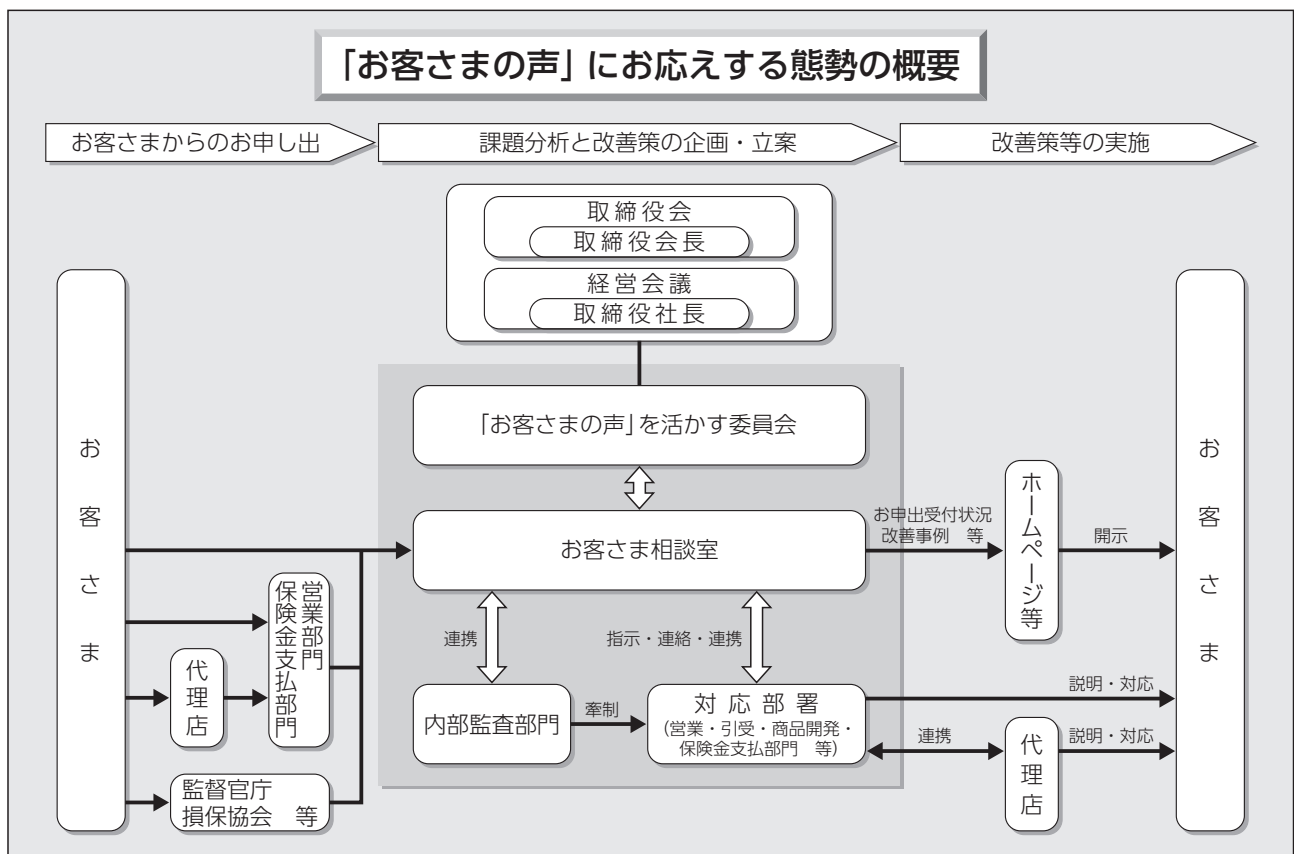 「お客さまの声」にお応えする態勢の概要
お客さまからのお申し出
課題分析と改善策の企画・立案
改善策等の実施
取締役会
取締役会長
経営会議
取締役社長
「お客さまの声」を活かす委員会
お客さま相談室
お客さま
営業部門
保険金支払部門
代理店
監督官庁
損保協会　等
連携
指示・連絡・連携
内部監査部門
牽制
対応部署
(営業・引受・商品開発・
保険金支払部門　等)
お申出受付状況
改善事例　等
ホームページ等
開示
説明・対応
連携
代理店
説明・対応
お客さま